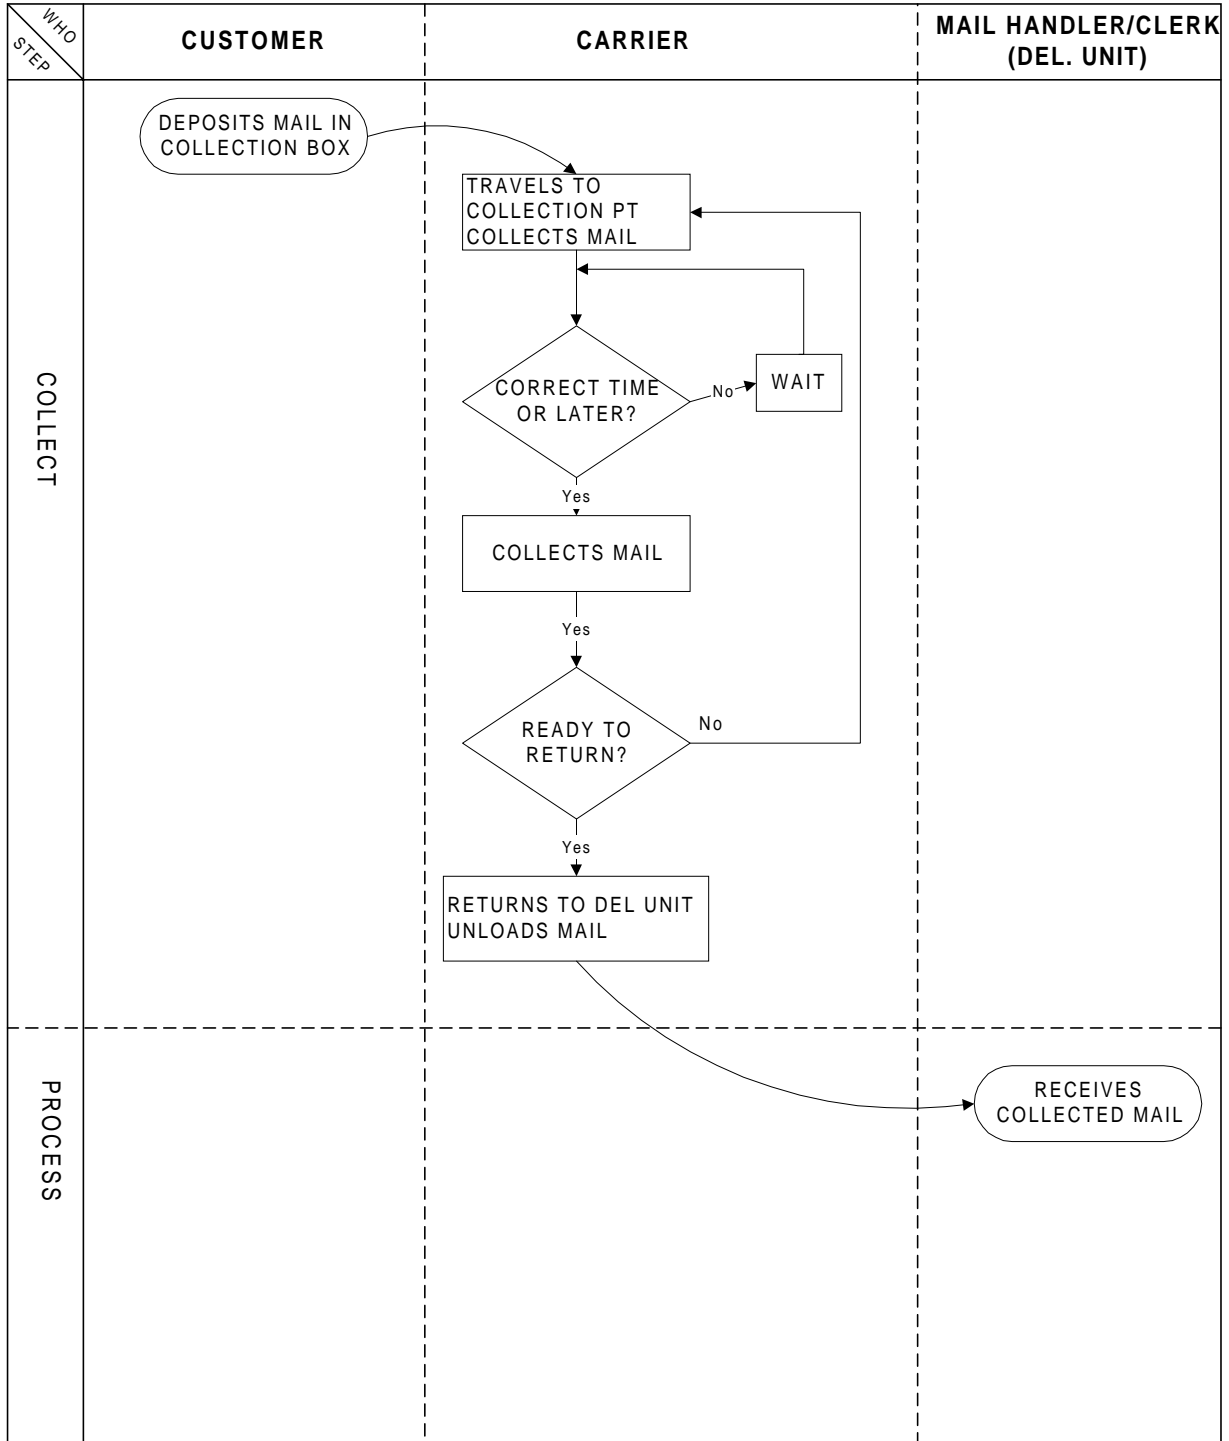 WHO
STEP
CUSTOMER
CARRIER
MAIL HANDLER/CLERK
(DEL. UNIT)
COLLECT
DEPOSITS MAIL IN
COLLECTION BOX
TRAVELS TO
COLLECTION PT
COLLECTS MAIL
CORRECT TIME
OR LATER?
No
WAIT
Yes
COLLECTS MAIL
Yes
READY TO
RETURN?
No
Yes
RETURNS TO DEL UNIT
UNLOADS MAIL
PROCESS
RECEIVES
COLLECTED MAIL